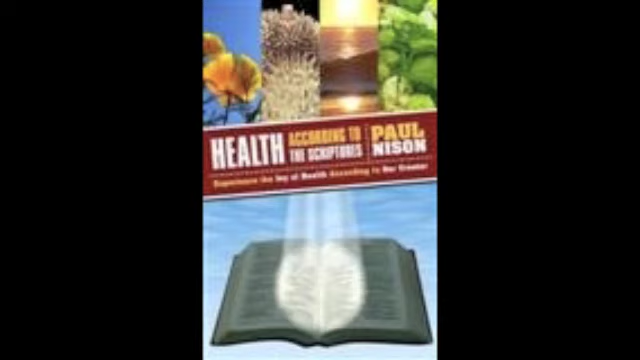 HEALTH
ACCORDING TO
THE SCRIPTURES
PAUL
NISON
Experience the Joy of Health According to Our Creator